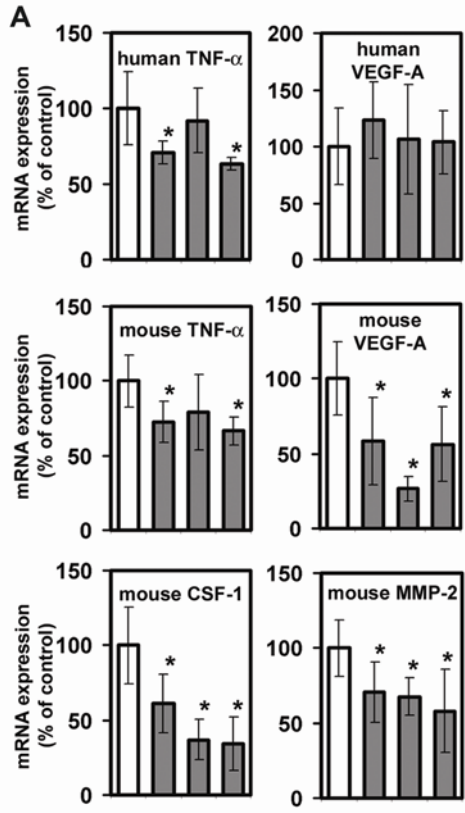 A
mRNA expression
(% of control)
150
100
50
0
human TNF-α
*
*
200
150
100
50
0
human
VEGF-A
mRNA expression
(% of control)
150
100
50
0
mouse TNF-α
*
*
150
100
50
0
mouse
VEGF-A
*
*
*
mRNA expression
(% of control)
150
100
50
0
mouse CSF-1
*
*
*
150
100
50
0
mouse MMP-2
*
*
*